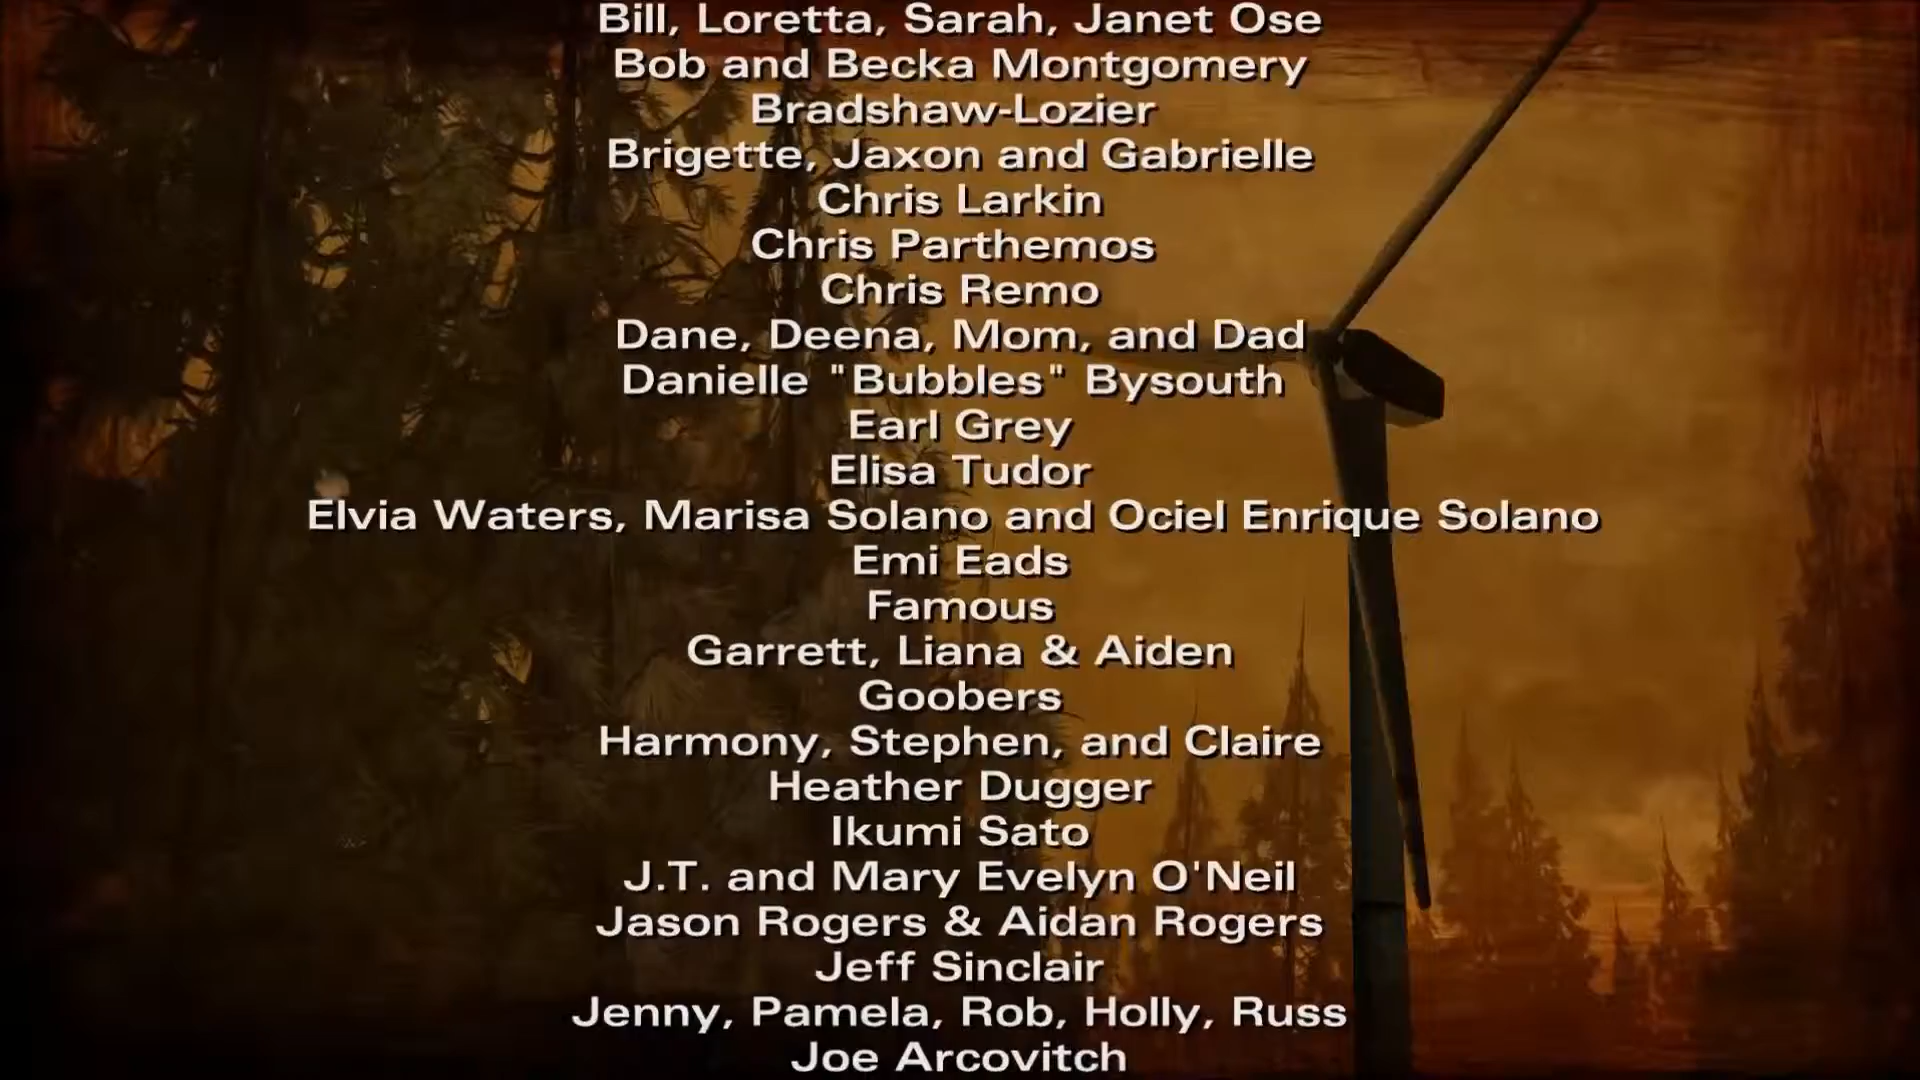 Bill, Loretta, Sarah, Janet Ose
Bob and Becka Montgomery
Bradshaw-Lozier
Brigette, Jaxon and Gabrielle
Chris Larkin
Chris Parthemos
Chris Remo
Dane, Deena, Mom, and Dad
Danielle "Bubbles" Bysouth
Earl Grey
Elisa Tudor
Elvia Waters, Marisa Solano and Ociel Enrique Solano
Emi Eads
Famous
Garrett, Liana & Aiden
Goobers
Harmony, Stephen, and Claire
Heather Dugger
Ikumi Sato
J.T. and Mary Evelyn O'Neil
Jason Rogers & Aidan Rogers
Jeff Sinclair
Jenny, Pamela, Rob, Holly, Russ
Joe Arcovitch